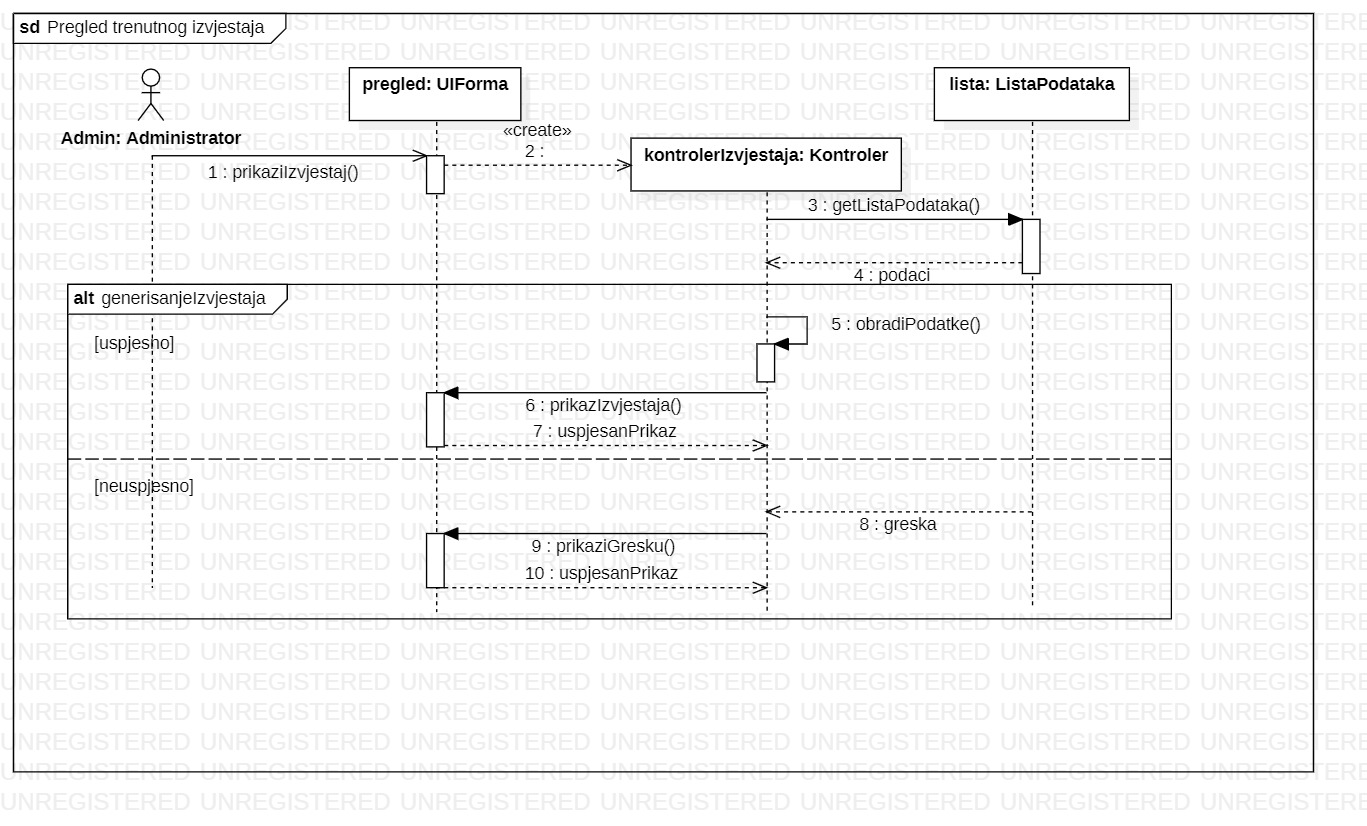 sd Pregled trenutnog izvjestaja
pregled: UIForma
lista: ListaPodataka
Admin: Administrator
«create»
2 :
kontrolerIzvjestaja: Kontroler
1 : prikaziIzvjestaj()
3 : getListaPodataka()
4 : podaci
alt generisanjeIzvjestaja
5 : obradiPodatke()
[uspjesno]
6 : prikazIzvjestaja()
7 : uspjesanPrikaz
[neuspjesno]
8 : greska
9 : prikaziGresku()
10 : uspjesanPrikaz
UNREGISTERED